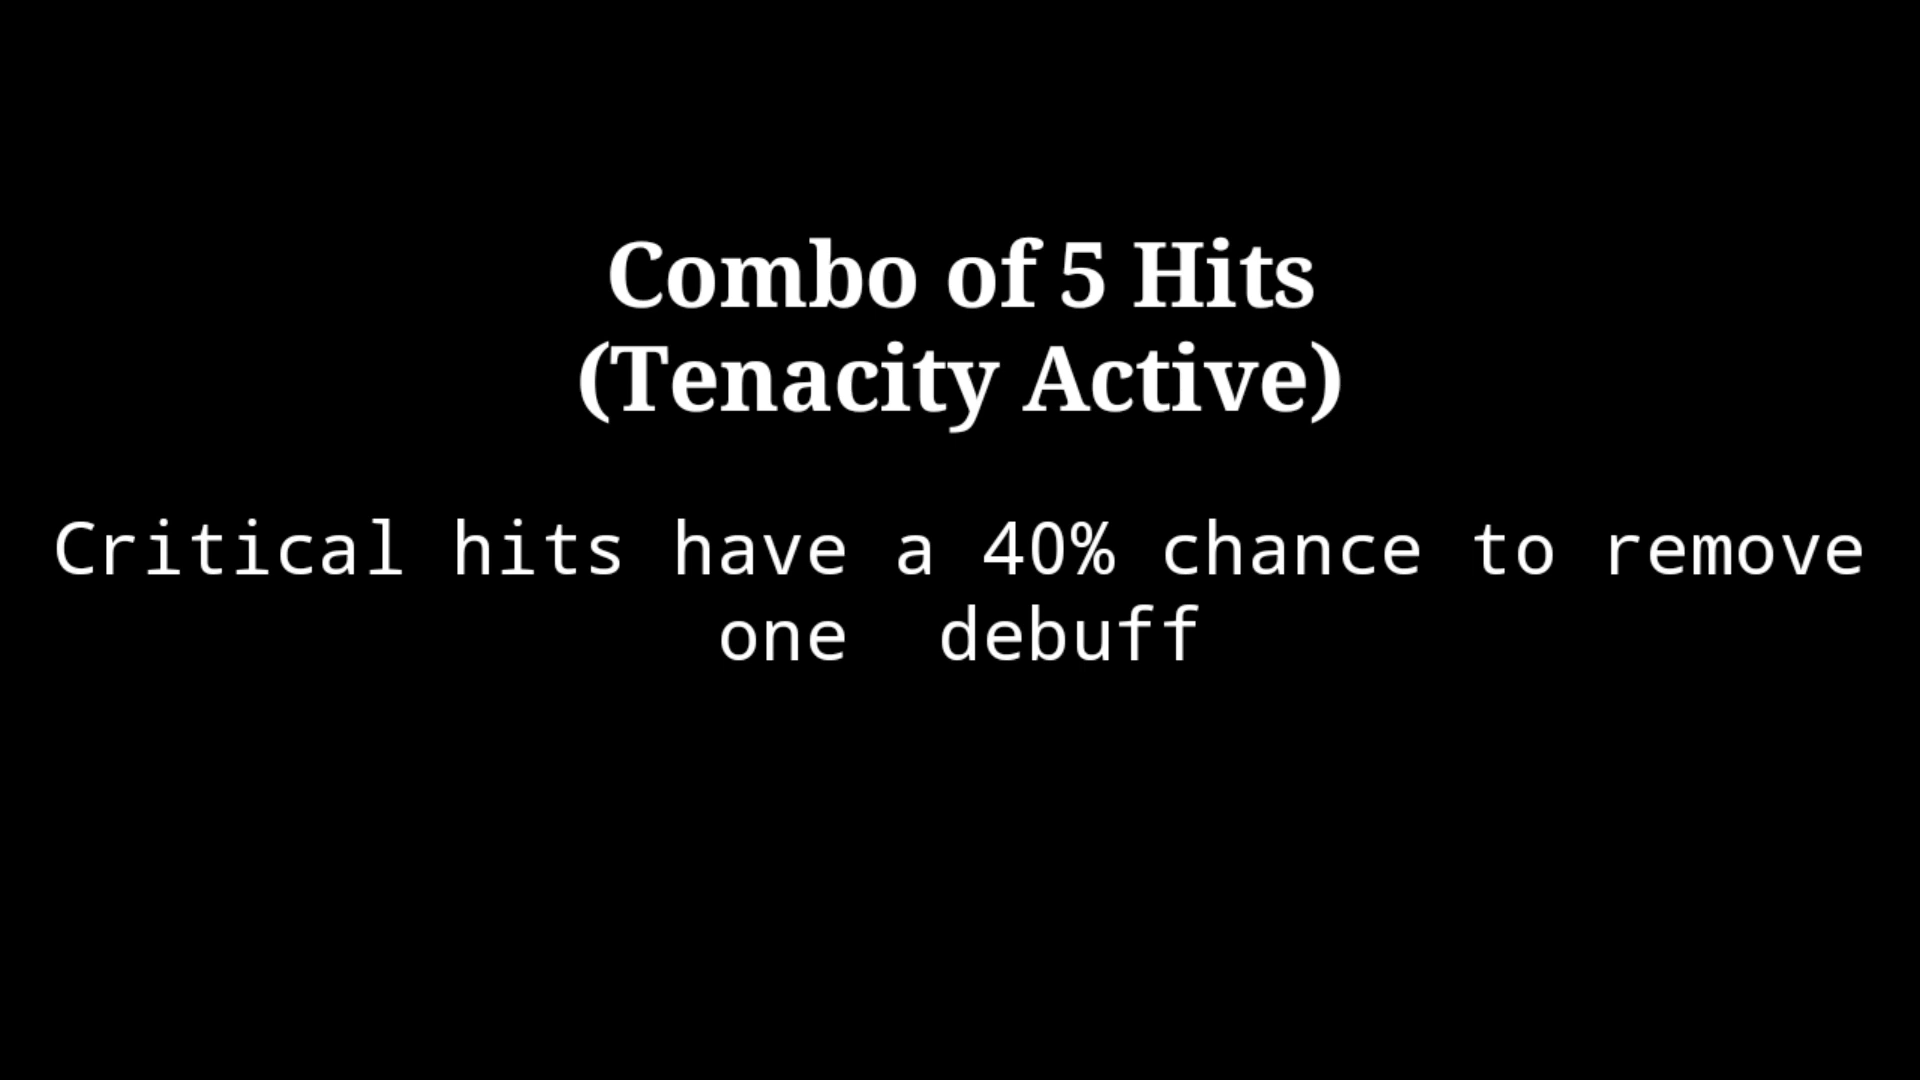 Combo of 5 Hits
(Tenacity Active)
Critical hits have a 40% chance to remove
one  debuff